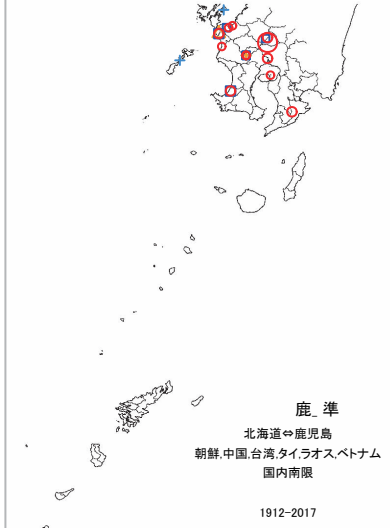 鹿_準
北海道⇔鹿児島
朝鮮,中国,台湾,タイ,ラオス,ベトナム
国内南限
1912-2017